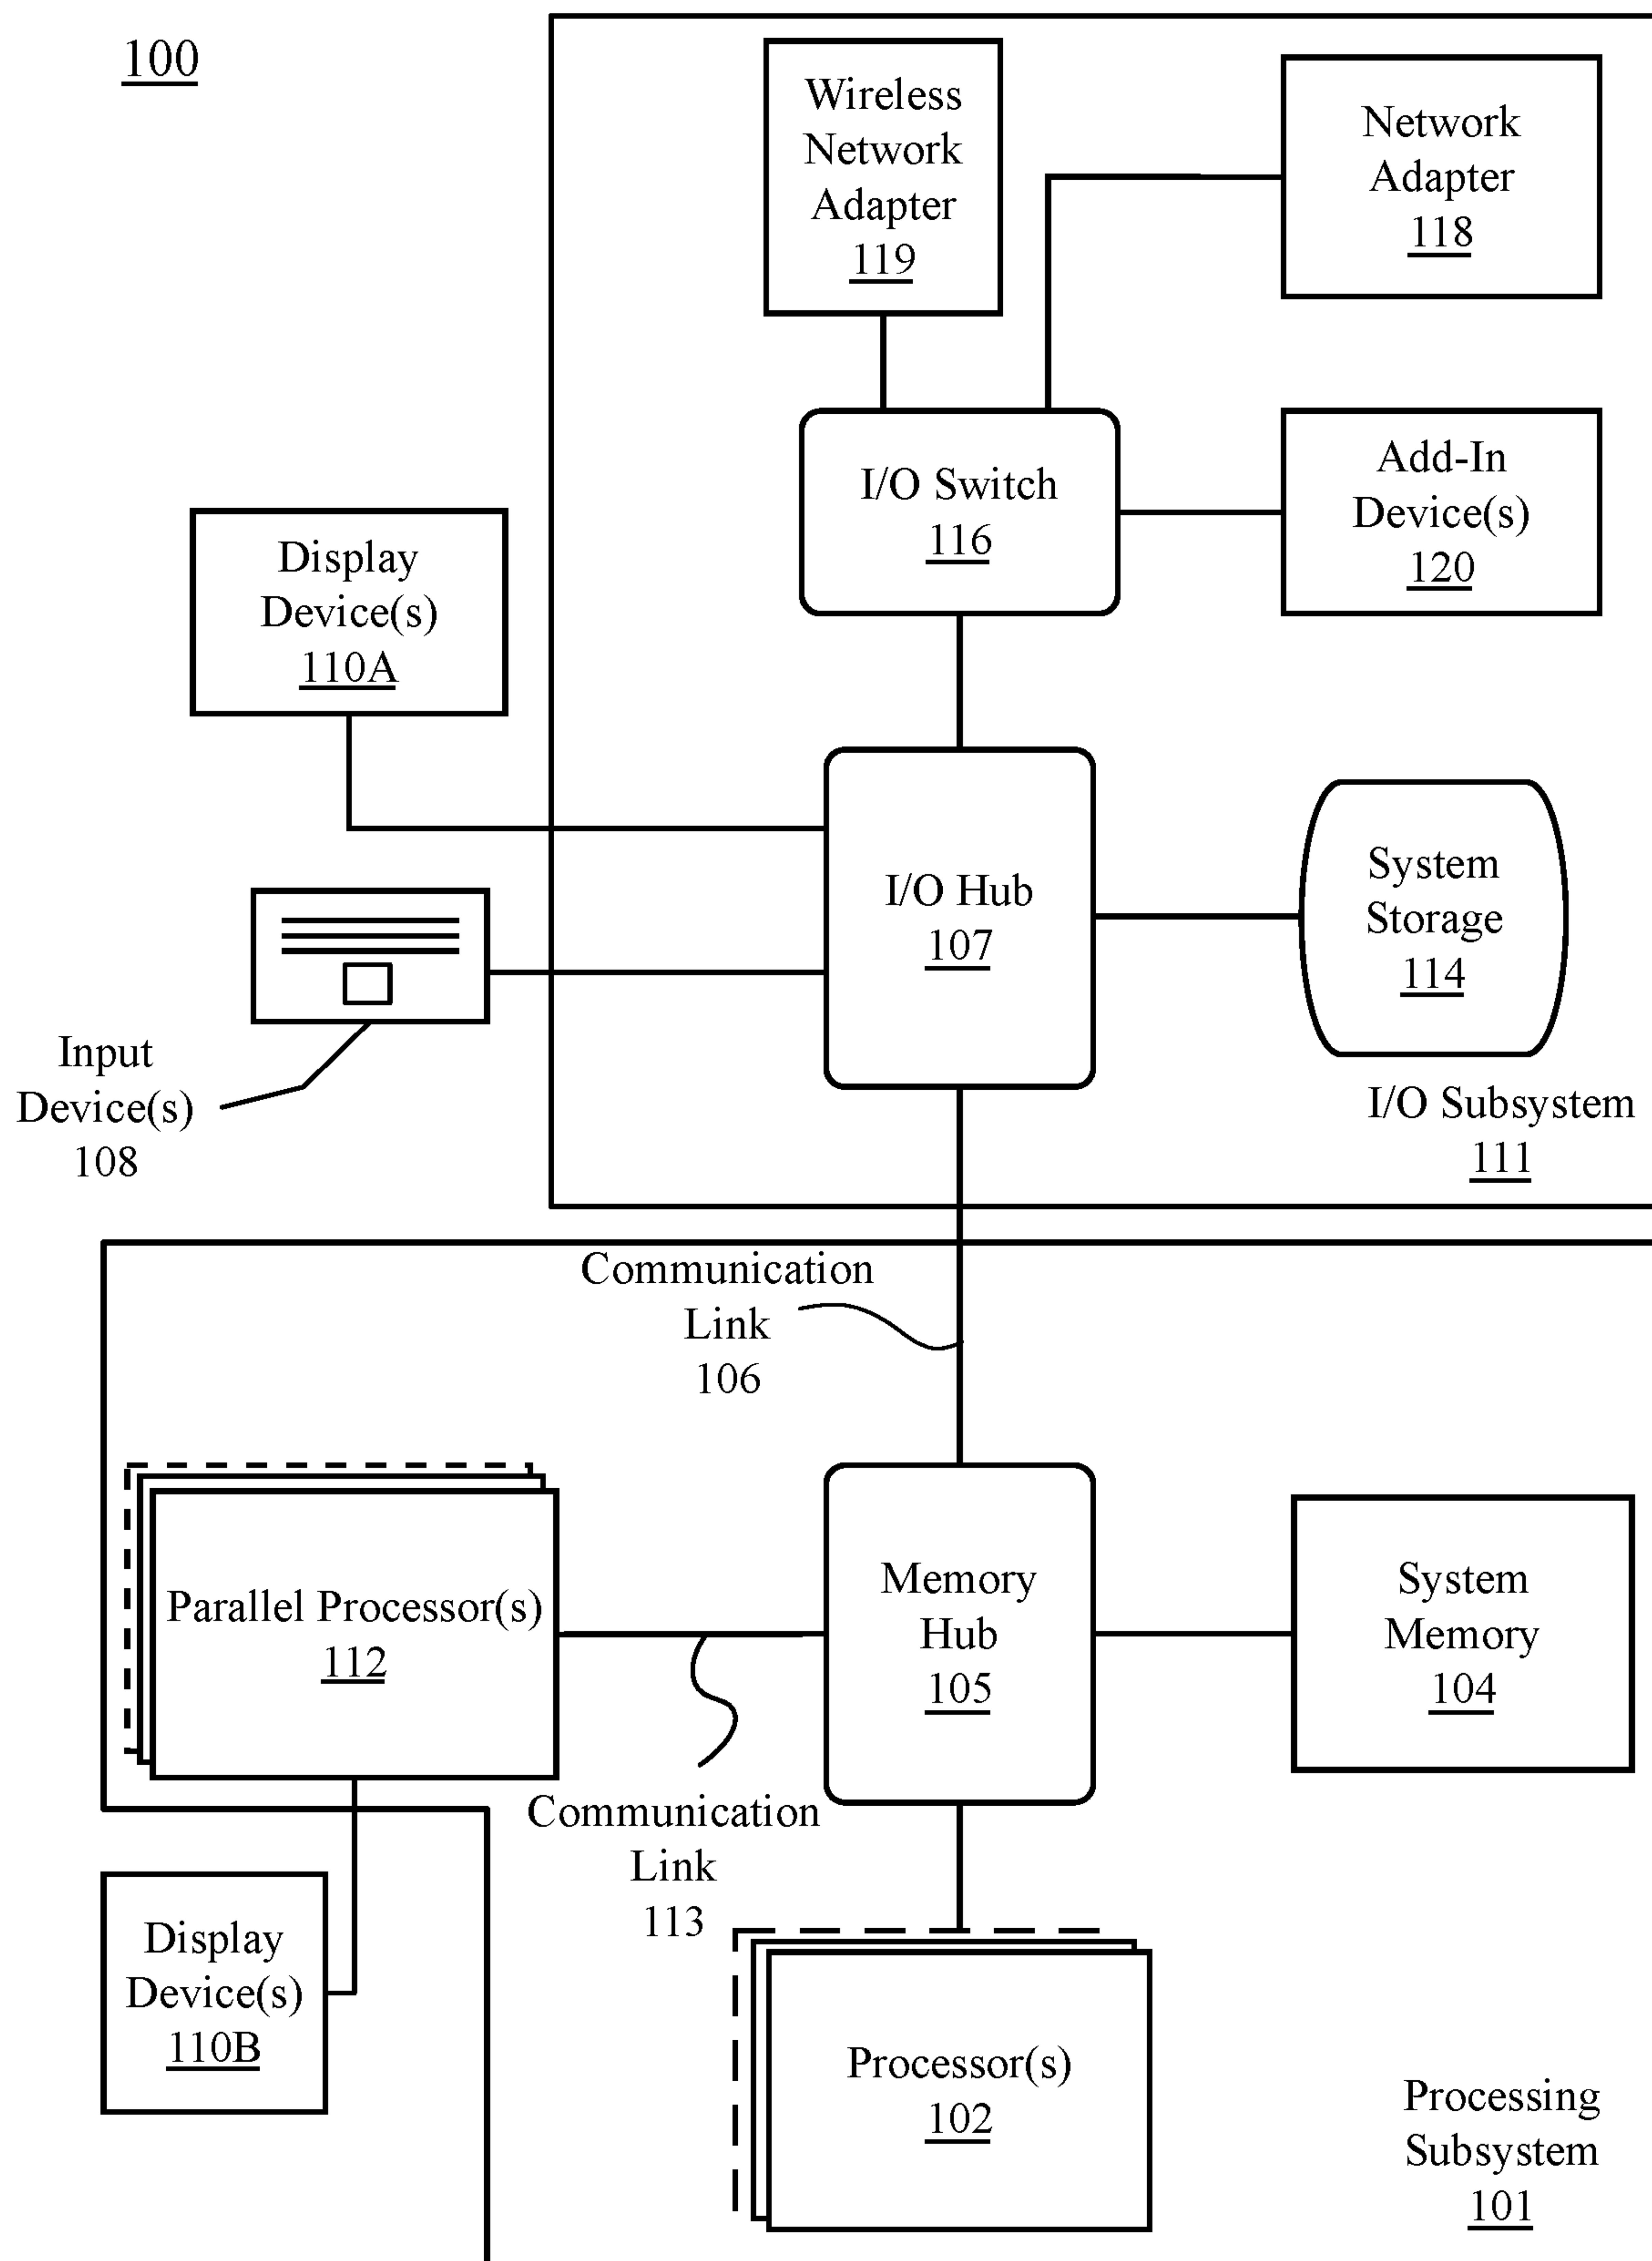 100
Wireless
Network
Adapter
119
Network
Adapter
118
I/O Switch
116
Add-In
Device(s)
120
Display
Device(s)
110A
I/O Hub
107
System
Storage
114
Input
Device(s)
108
I/O Subsystem
111
Communication
Link
106
Parallel Processor(s)
112
Memory
Hub
105
System
Memory
104
Communication
Link
113
Display
Device(s)
110B
Processor(s)
102
Processing
Subsystem
101